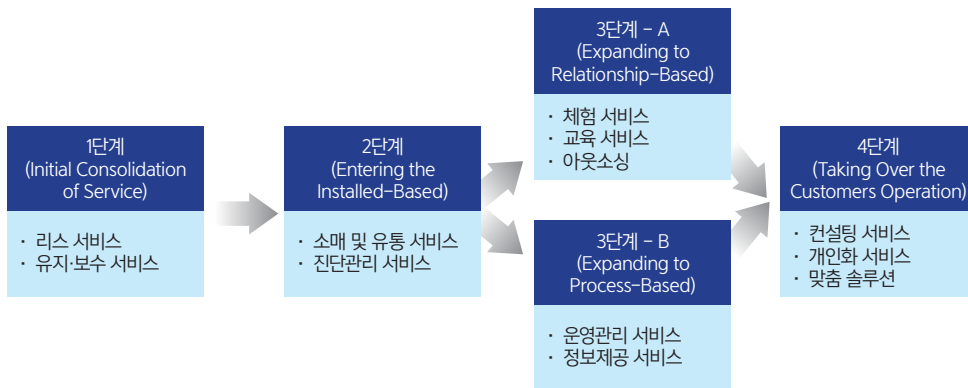 1단계
(Initial Consolidation
of Service)
· 리스 서비스
· 유지·보수 서비스
2단계
(Entering the
Installed-Based)
· 소매 및 유통 서비스
· 진단관리 서비스
3단계 - A
(Expanding to
Relationship-Based)
· 체험 서비스
· 교육 서비스
· 아웃소싱
3단계 - B
(Expanding to
Process-Based)
· 운영관리 서비스
· 정보제공 서비스
4단계
(Taking Over the
Customers Operation)
· 컨설팅 서비스
· 개인화 서비스
· 맞춤 솔루션